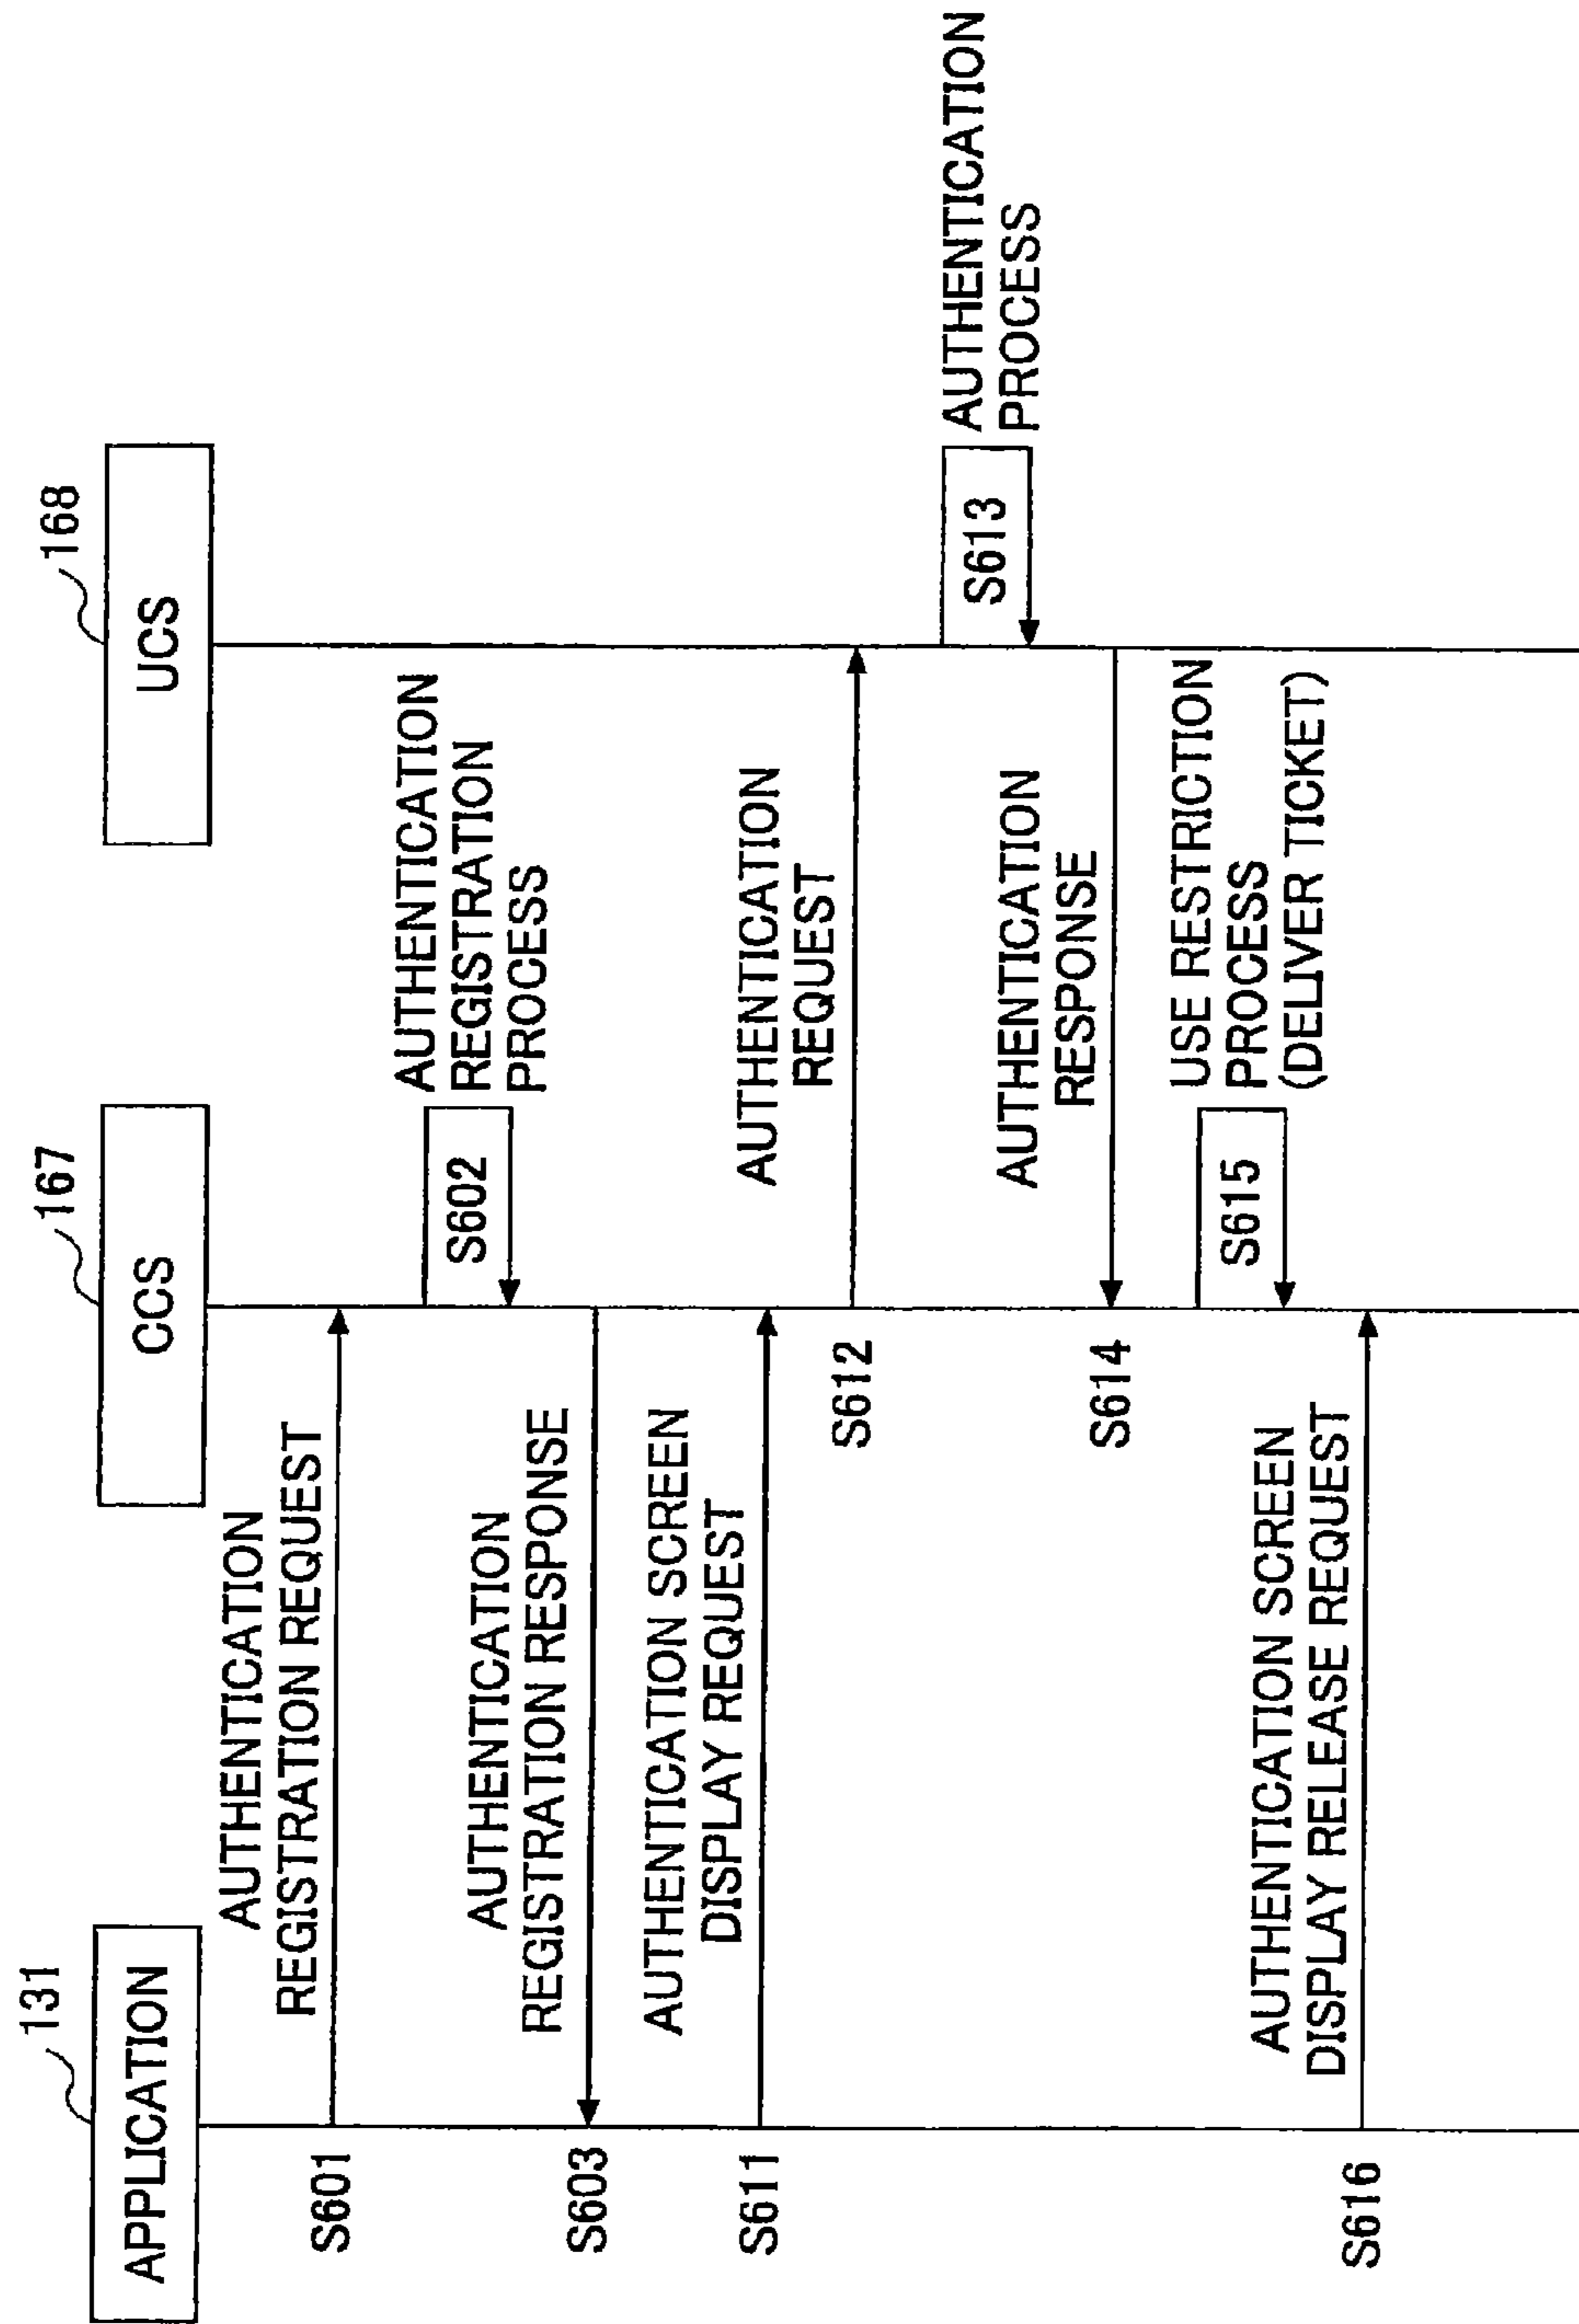 131
APPLICATION
167
CCS
168
UCS
S601
AUTHENTICATION
REGISTRATION REQUEST
S602
AUTHENTICATION
REGISTRATION
PROCESS
S603
AUTHENTICATION
REGISTRATION RESPONSE
S611
AUTHENTICATION SCREEN
DISPLAY REQUEST
S612
AUTHENTICATION
REQUEST
S613
AUTHENTICATION
PROCESS
S614
AUTHENTICATION
RESPONSE
S615
USE RESTRICTION
PROCESS
(DELIVER TICKET)
S616
AUTHENTICATION SCREEN
DISPLAY RELEASE REQUEST